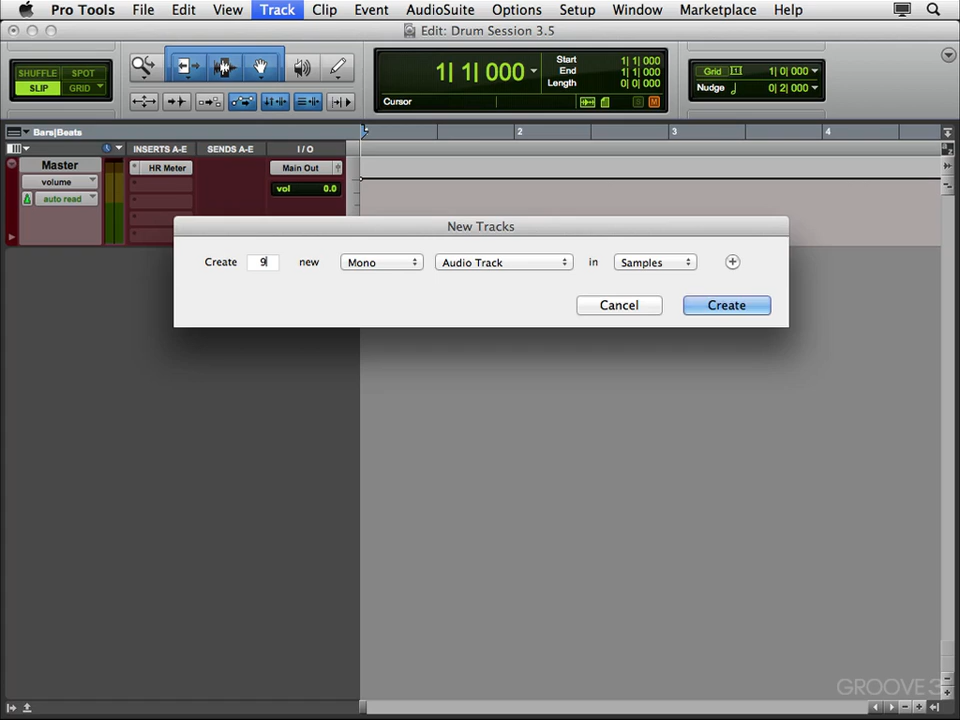 Pro Tools File Edit View Track Clip Event AudioSuite Options Setup Window Marketplace Help
Edit: Drum Session 3.5
SHUFFLE SPOT
SLIP GRID
1| 1| 000
Start 1| 1| 000
End 1| 1| 000
Length 0| 0| 000
Cursor
Grid 1| 0| 000
Nudge 0| 2| 000
Bars|Beats 2 3 4
INSERTS A-E SENDS A-E I / O
Master HR Meter Main Out
volume vol 0.0
auto read
New Tracks
Create 9 new Mono Audio Track in Samples
Cancel Create
GROOVE 3